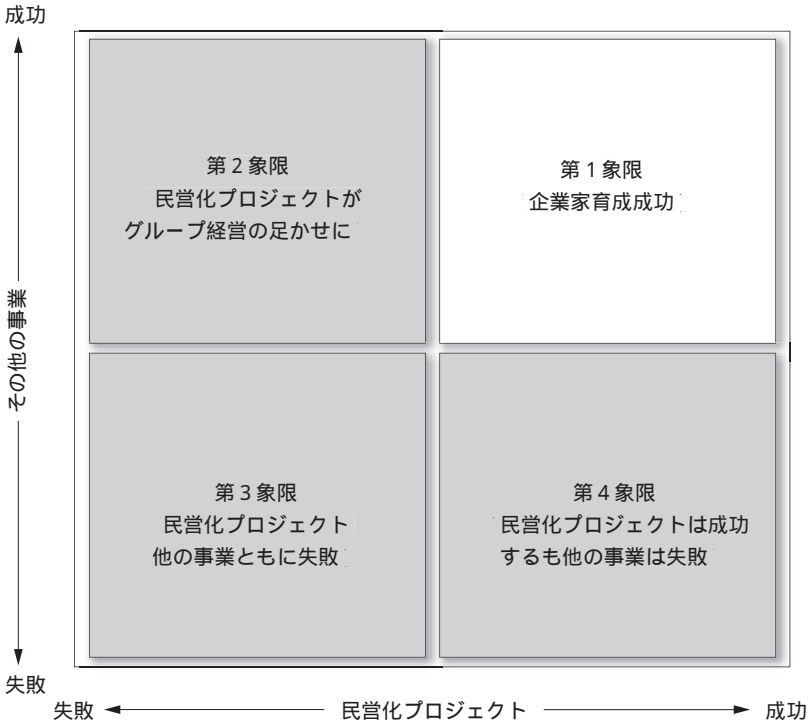 成功
第2象限
民営化プロジェクトが
グループ経営の足かせに
第1象限
企業家育成成功
その他の事業
第3象限
民営化プロジェクト
他の事業ともに失敗
第4象限
民営化プロジェクトは成功
するも他の事業は失敗
失敗
失敗
民営化プロジェクト
成功